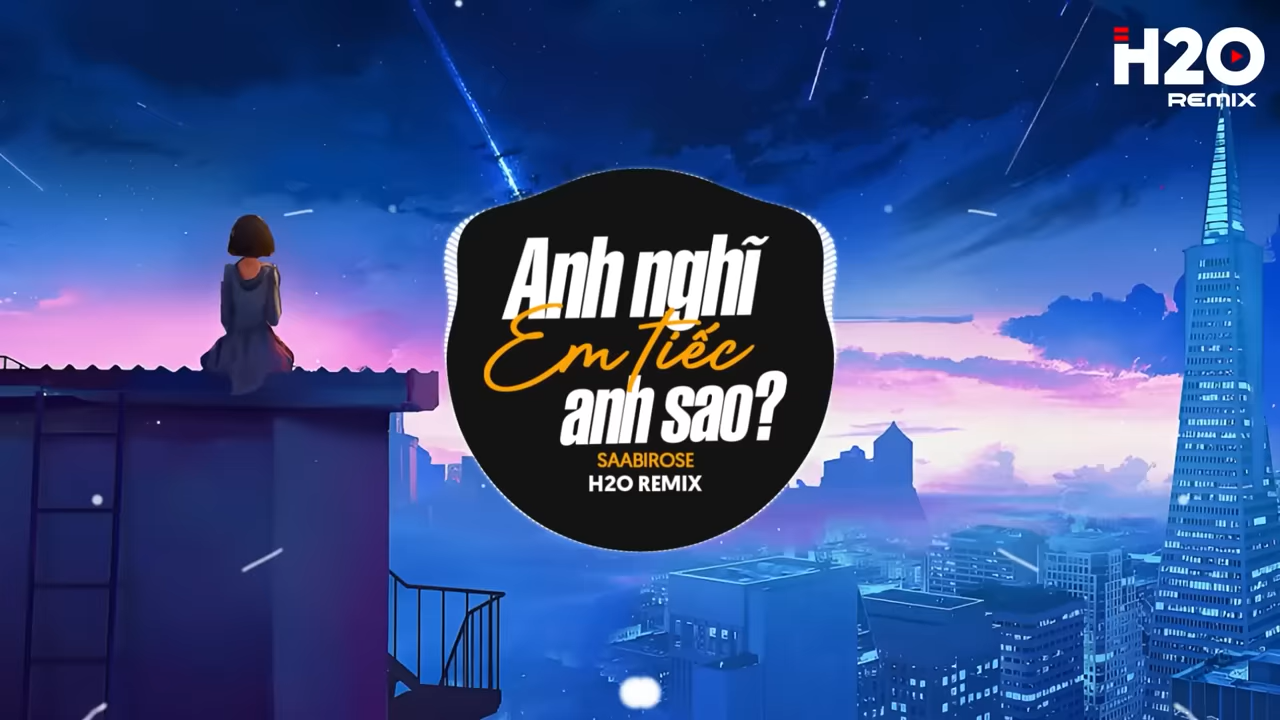 H2O
REMIX
Anh nghĩ
Em tiếc
anh sao?
SAABIROSE
H2O REMIX